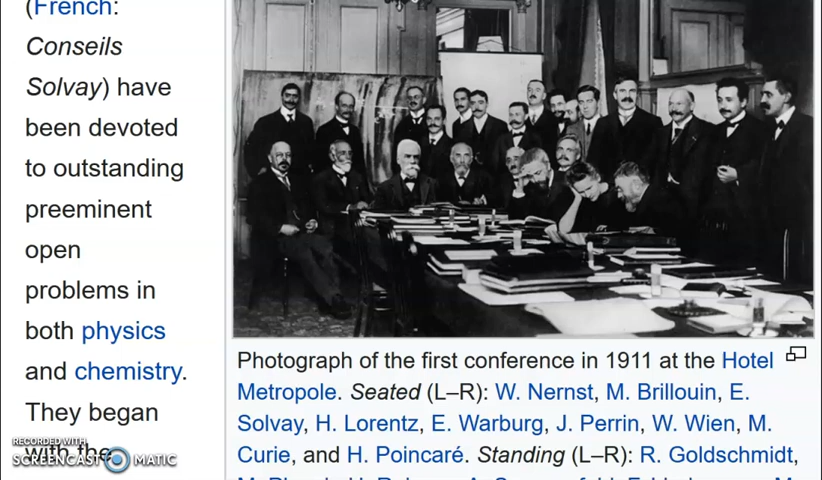 (French:
Conseils
Solvay) have
been devoted
to outstanding
preeminent
open
problems in
both physics
and chemistry.
They began
with the
Photograph of the first conference in 1911 at the Hotel
Metropole. Seated (L–R): W. Nernst, M. Brillouin, E.
Solvay, H. Lorentz, E. Warburg, J. Perrin, W. Wien, M.
Curie, and H. Poincaré. Standing (L–R): R. Goldschmidt,
RECORDED WITH
SCREENCAST MATIC